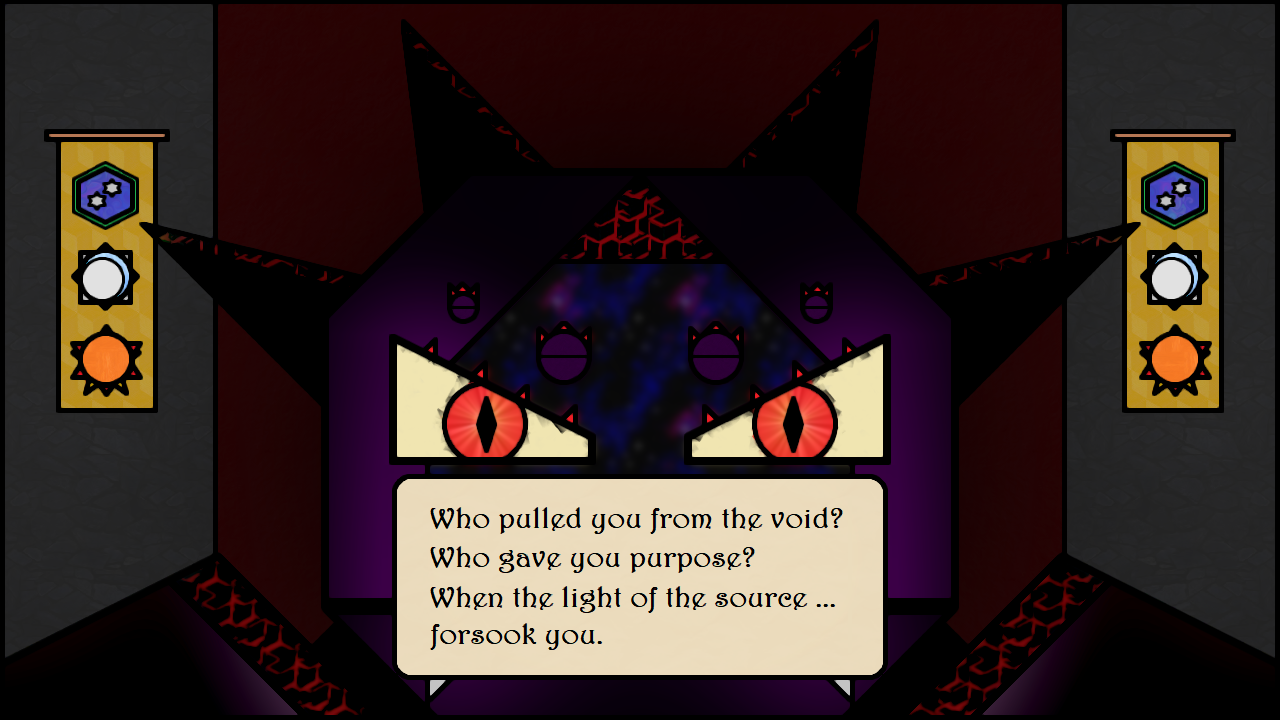 Who pulled you from the void?
Who gave you purpose?
When the light of the source ...
forsook you.